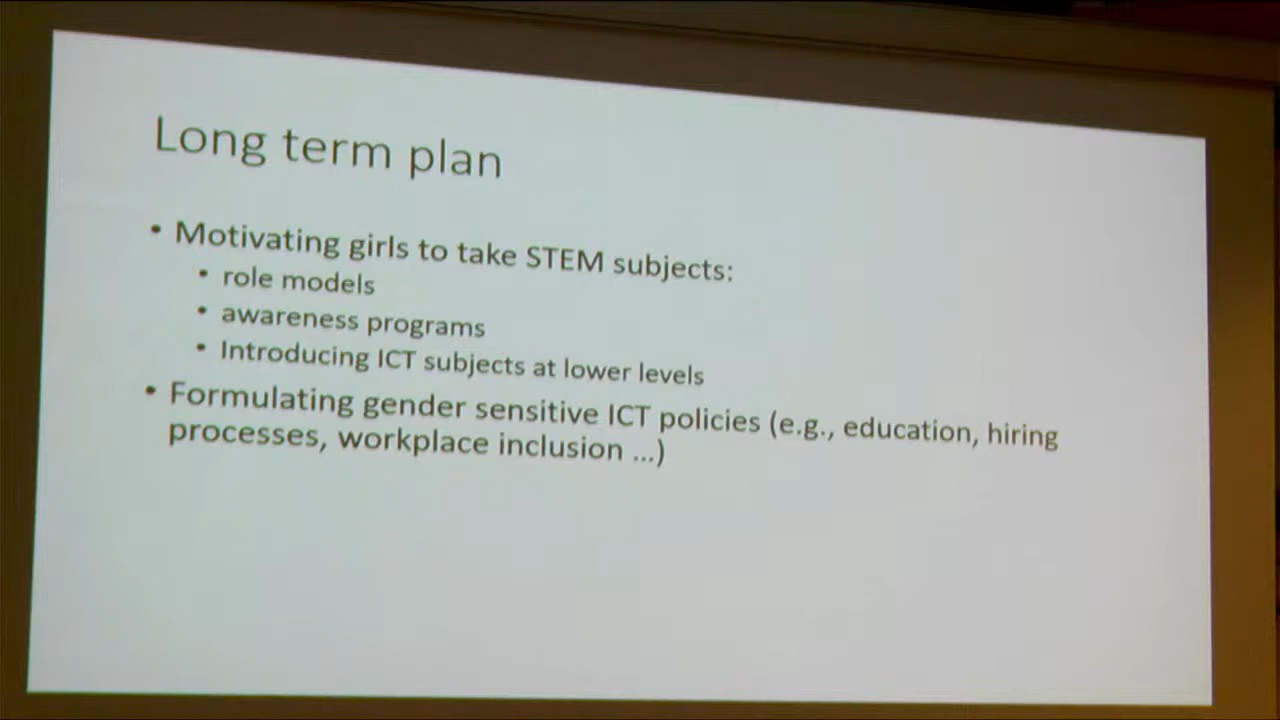 Long term plan
• Motivating girls to take STEM subjects:
• role models
• awareness programs
• Introducing ICT subjects at lower levels
• Formulating gender sensitive ICT policies (e.g., education, hiring
processes, workplace inclusion ...)